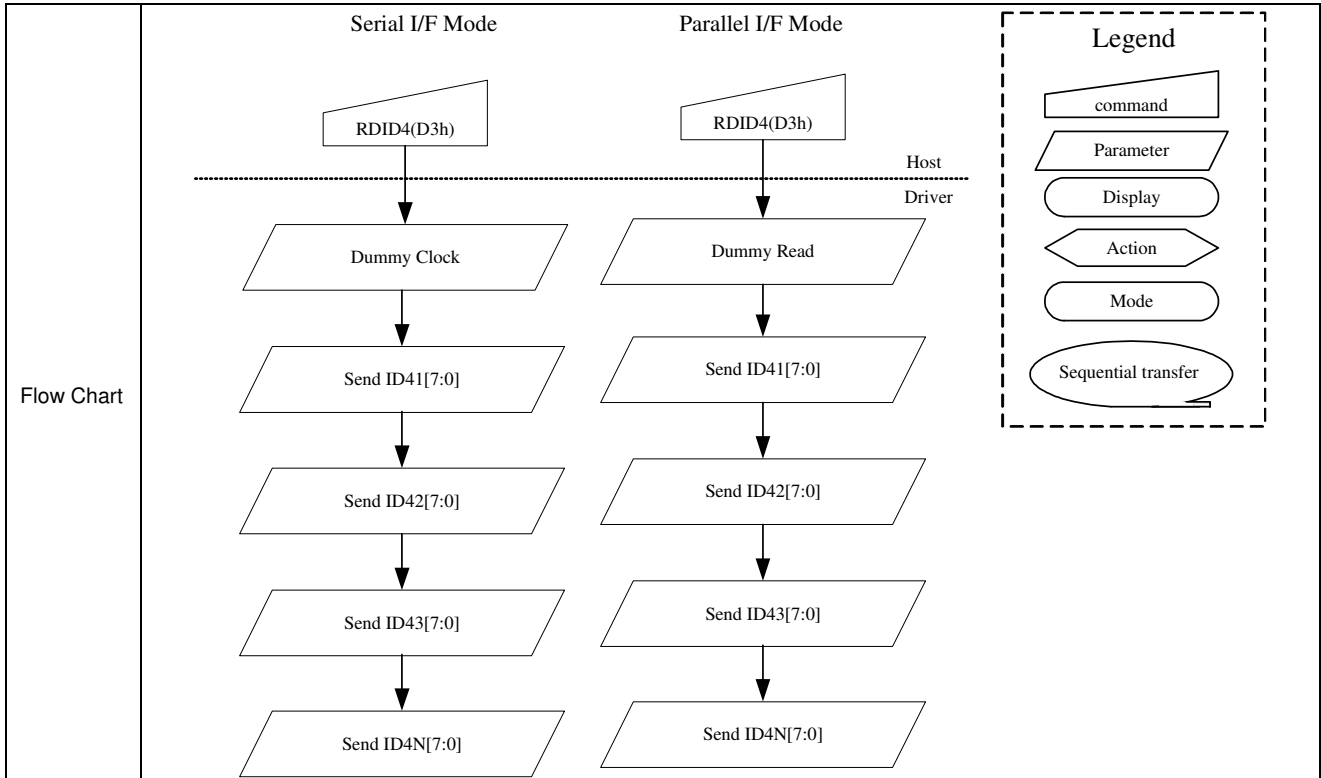 Flow Chart
Serial I/F Mode
RDID4(D3h)
Dummy Clock
Send ID41[7:0]
Send ID42[7:0]
Send ID43[7:0]
Send ID4N[7:0]
Parallel I/F Mode
RDID4(D3h)
Host
Driver
Dummy Read
Send ID41[7:0]
Send ID42[7:0]
Send ID43[7:0]
Send ID4N[7:0]
Legend
command
Parameter
Display
Action
Mode
Sequential transfer